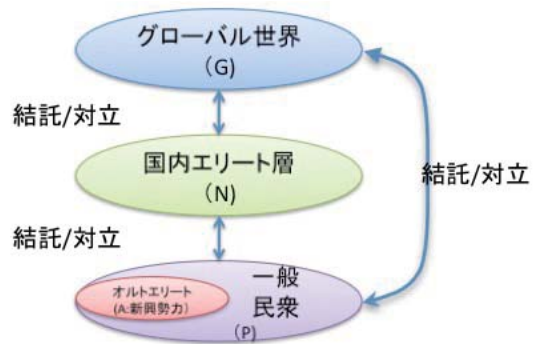 グローバル世界
(G)
結託/対立
国内エリート層
(N)
結託/対立
結託/対立
一般
民衆
(P)
オルトエリート
(A:新興勢力)